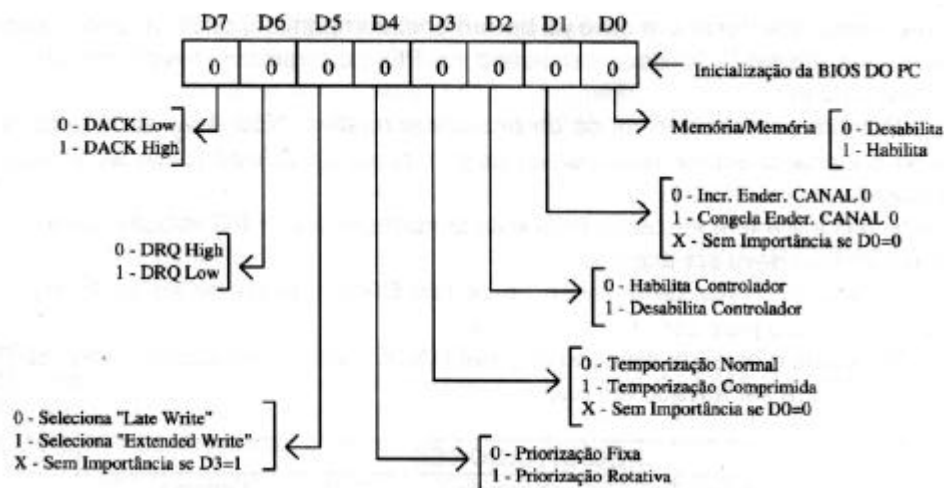 D7 D6 D5 D4 D3 D2 D1 D0
0 0 0 0 0 0 0 0
Inicialização da BIOS DO PC
0 - DACK Low
1 - DACK High
Memória/Memória
0 - Desabilita
1 - Habilita
0 - Incr. Ender. CANAL 0
1 - Congela Ender. CANAL 0
X - Sem Importância se D0=0
0 - DRQ High
1 - DRQ Low
0 - Habilita Controlador
1 - Desabilita Controlador
0 - Temporização Normal
1 - Temporização Comprimida
X - Sem Importância se D0=0
0 - Seleciona "Late Write"
1 - Seleciona "Extended Write"
X - Sem Importância se D3=1
0 - Priorização Fixa
1 - Priorização Rotativa